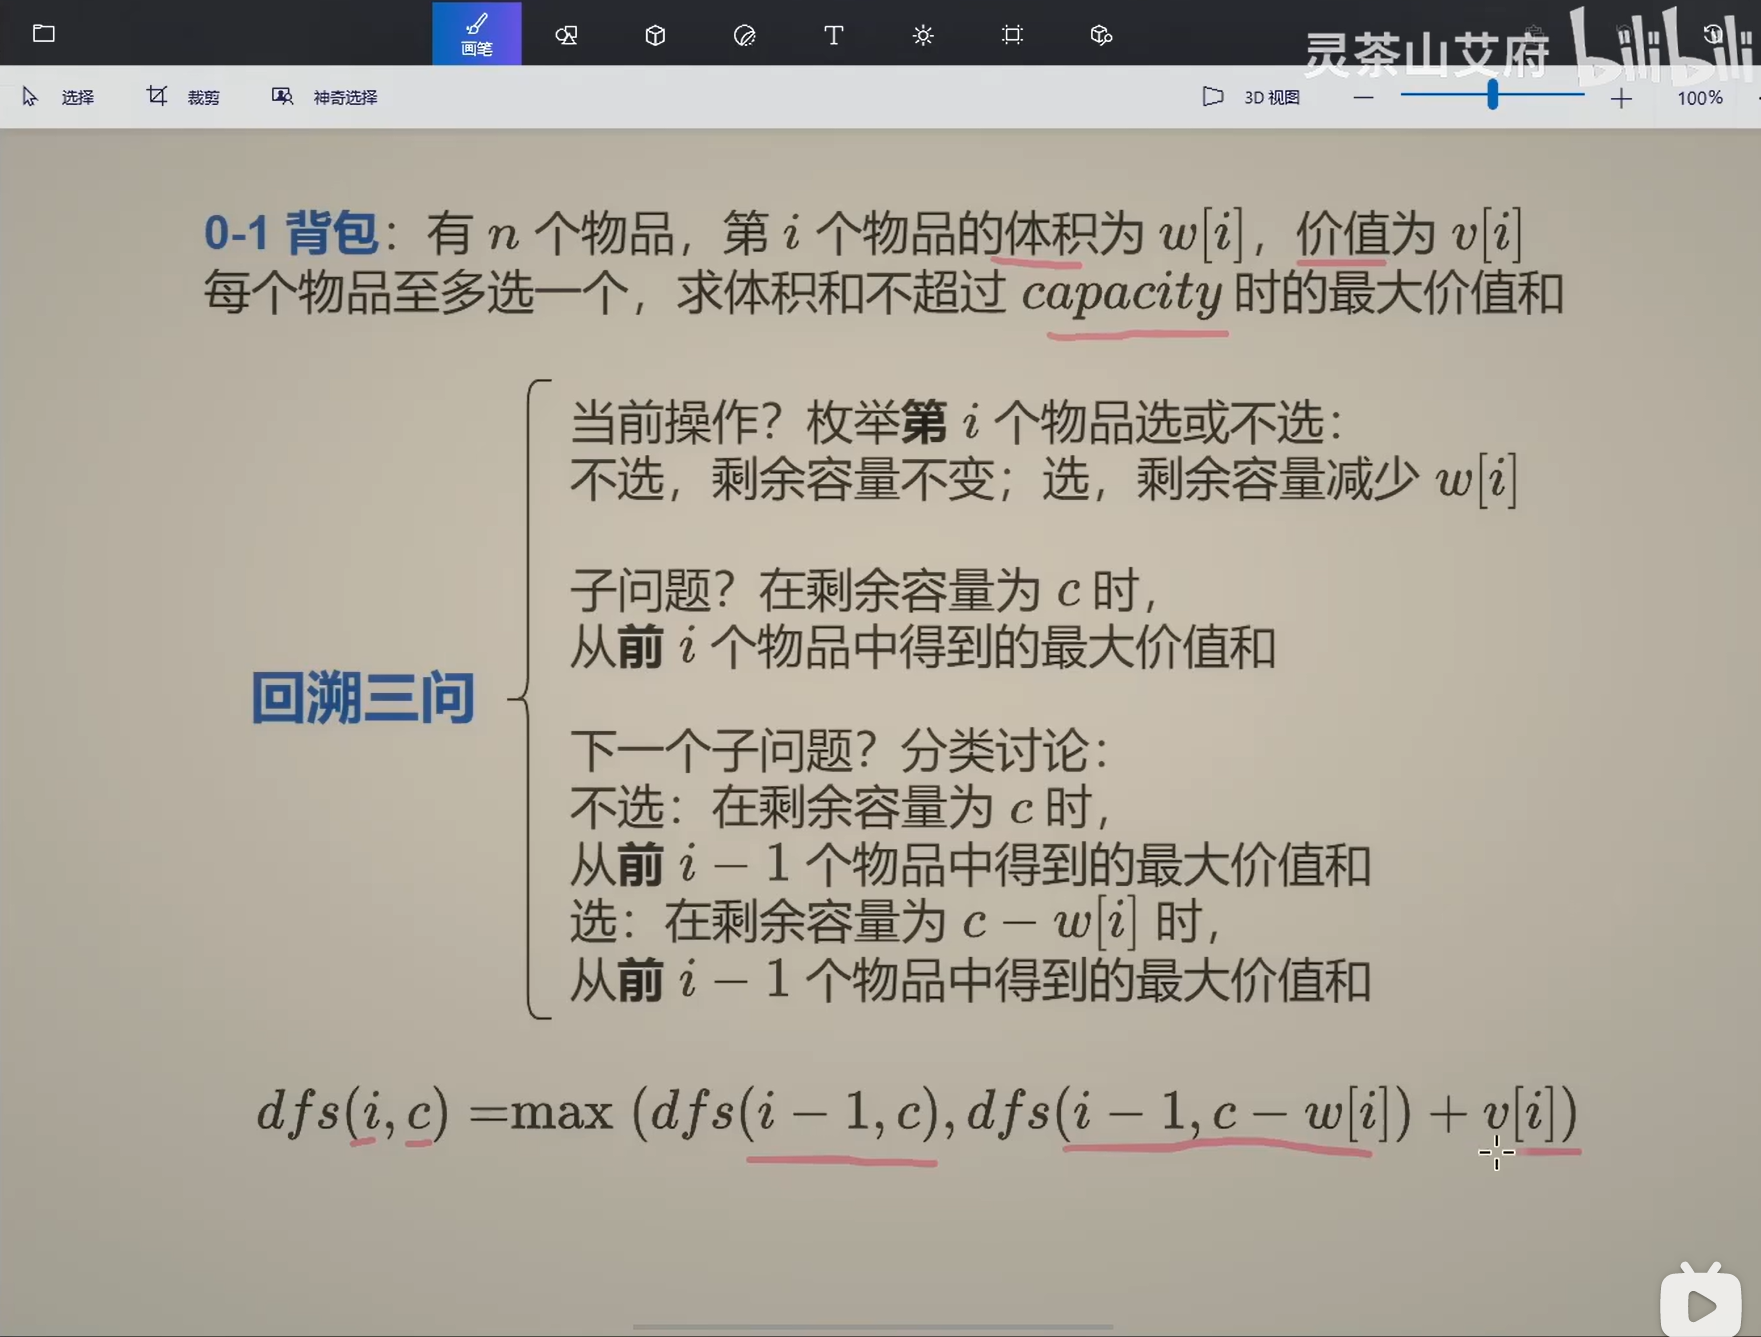 画笔
灵茶山艾府 bilibili
选择 裁剪 神奇选择 3D 视图 100%
0-1 背包：有 n 个物品，第 i 个物品的体积为 w[i]，价值为 v[i]
每个物品至多选一个，求体积和不超过 capacity 时的最大价值和
当前操作？枚举第 i 个物品选或不选：
不选，剩余容量不变；选，剩余容量减少 w[i]
子问题？在剩余容量为 c 时，
从前 i 个物品中得到的最大价值和
回溯三问
下一个子问题？分类讨论：
不选：在剩余容量为 c 时，
从前 i − 1 个物品中得到的最大价值和
选：在剩余容量为 c − w[i] 时，
从前 i − 1 个物品中得到的最大价值和
dfs(i, c) =max (dfs(i − 1, c), dfs(i − 1, c − w[i]) + v[i])